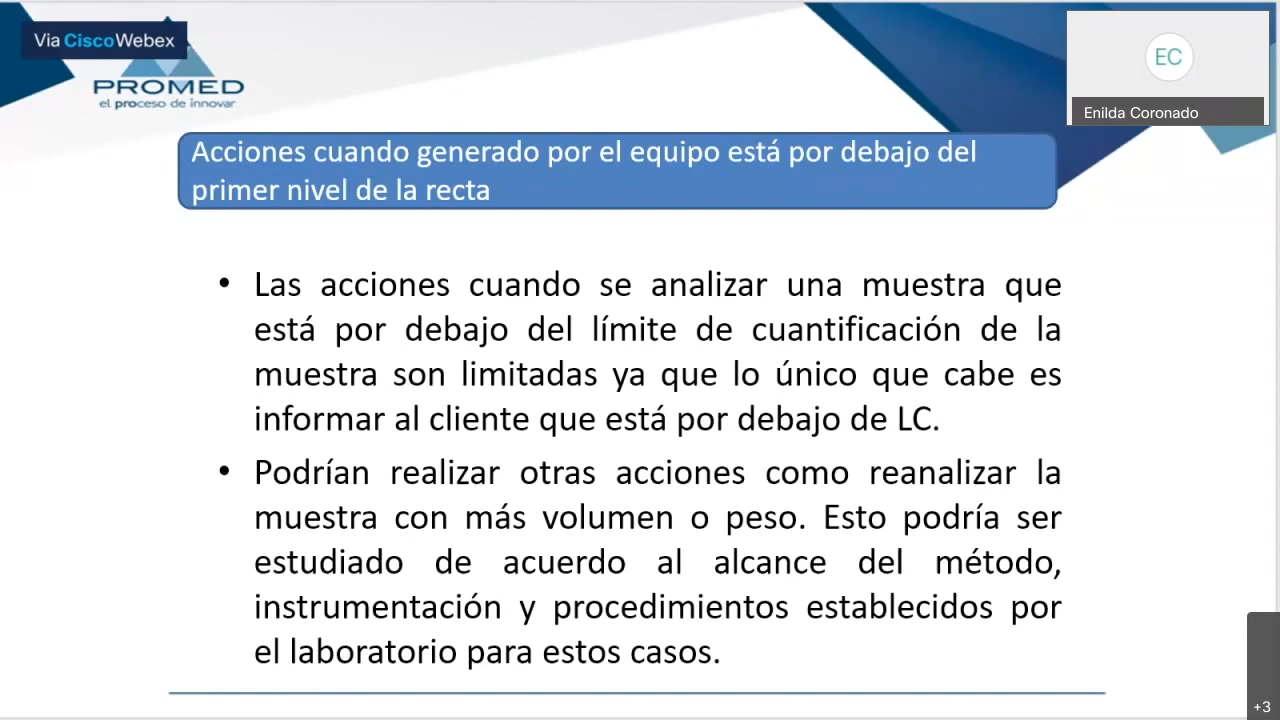 Via Cisco Webex
PROMED
el proceso de innovar
EC
Enilda Coronado
Acciones cuando generado por el equipo está por debajo del
primer nivel de la recta
• Las acciones cuando se analizar una muestra que
está por debajo del límite de cuantificación de la
muestra son limitadas ya que lo único que cabe es
informar al cliente que está por debajo de LC.
• Podrían realizar otras acciones como reanalizar la
muestra con más volumen o peso. Esto podría ser
estudiado de acuerdo al alcance del método,
instrumentación y procedimientos establecidos por
el laboratorio para estos casos.
+3